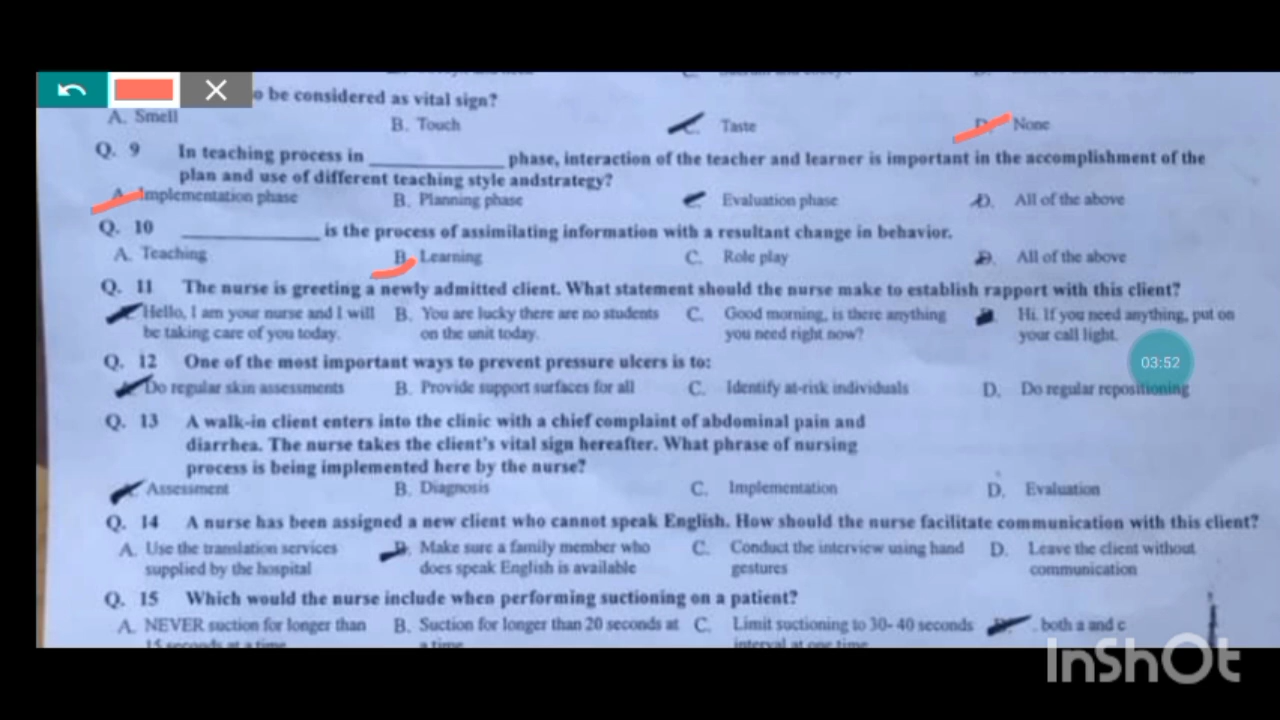 o be considered as vital sign?
A. Smell B. Touch Taste D. None
Q. 9 In teaching process in ____________ phase, interaction of the teacher and learner is important in the accomplishment of the
plan and use of different teaching style andstrategy?
A. Implementation phase B. Planning phase Evaluation phase D. All of the above
Q. 10 ____________ is the process of assimilating information with a resultant change in behavior.
A. Teaching B. Learning C. Role play D. All of the above
Q. 11 The nurse is greeting a newly admitted client. What statement should the nurse make to establish rapport with this client?
Hello, I am your nurse and I will B. You are lucky there are no students C. Good morning, is there anything Hi. If you need anything, put on
be taking care of you today. on the unit today. you need right now? your call light.
03:52
Q. 12 One of the most important ways to prevent pressure ulcers is to:
Do regular skin assessments B. Provide support surfaces for all C. Identify at-risk individuals D. Do regular repositioning
Q. 13 A walk-in client enters into the clinic with a chief complaint of abdominal pain and
diarrhea. The nurse takes the client's vital sign hereafter. What phrase of nursing
process is being implemented here by the nurse?
Assessment B. Diagnosis C. Implementation D. Evaluation
Q. 14 A nurse has been assigned a new client who cannot speak English. How should the nurse facilitate communication with this client?
A. Use the translation services B. Make sure a family member who C. Conduct the interview using hand D. Leave the client without
supplied by the hospital does speak English is available gestures communication
Q. 15 Which would the nurse include when performing suctioning on a patient?
A. NEVER suction for longer than B. Suction for longer than 20 seconds at C. Limit suctioning to 30- 40 seconds . both a and c
15 seconds at a time a time interval at one time
InShOt